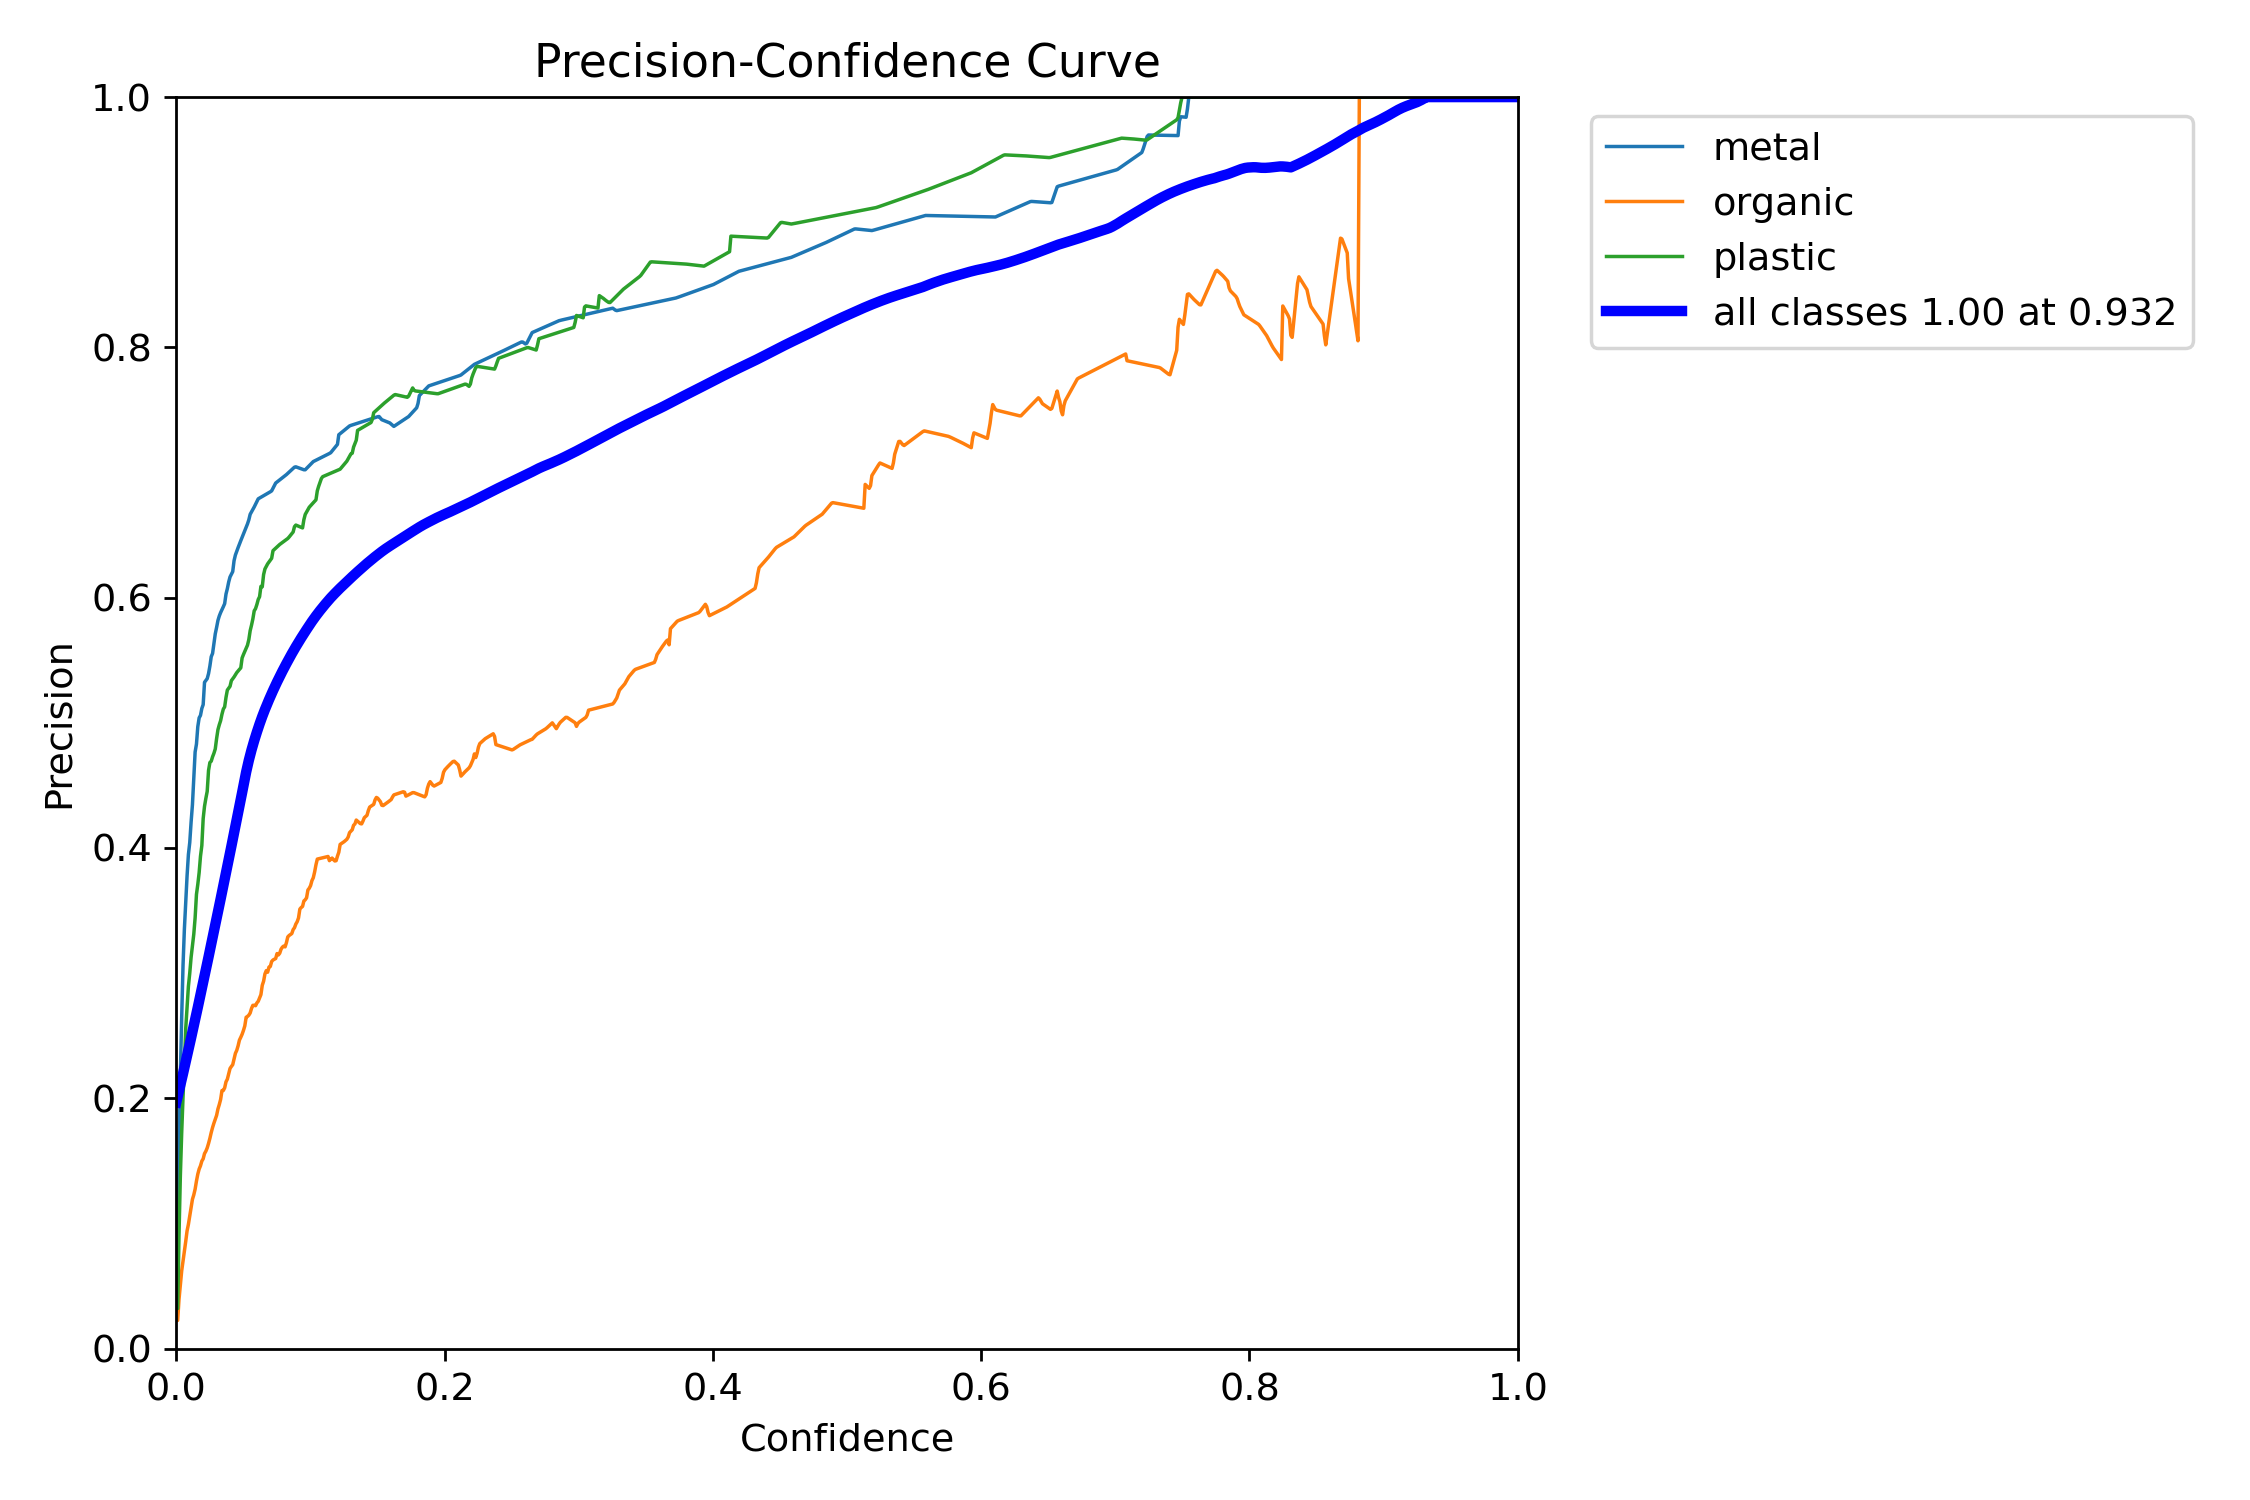 Precision-Confidence Curve
1.0
0.8
0.6
0.4
0.2
0.0
Precision
0.0 0.2 0.4 0.6 0.8 1.0
Confidence
metal
organic
plastic
all classes 1.00 at 0.932